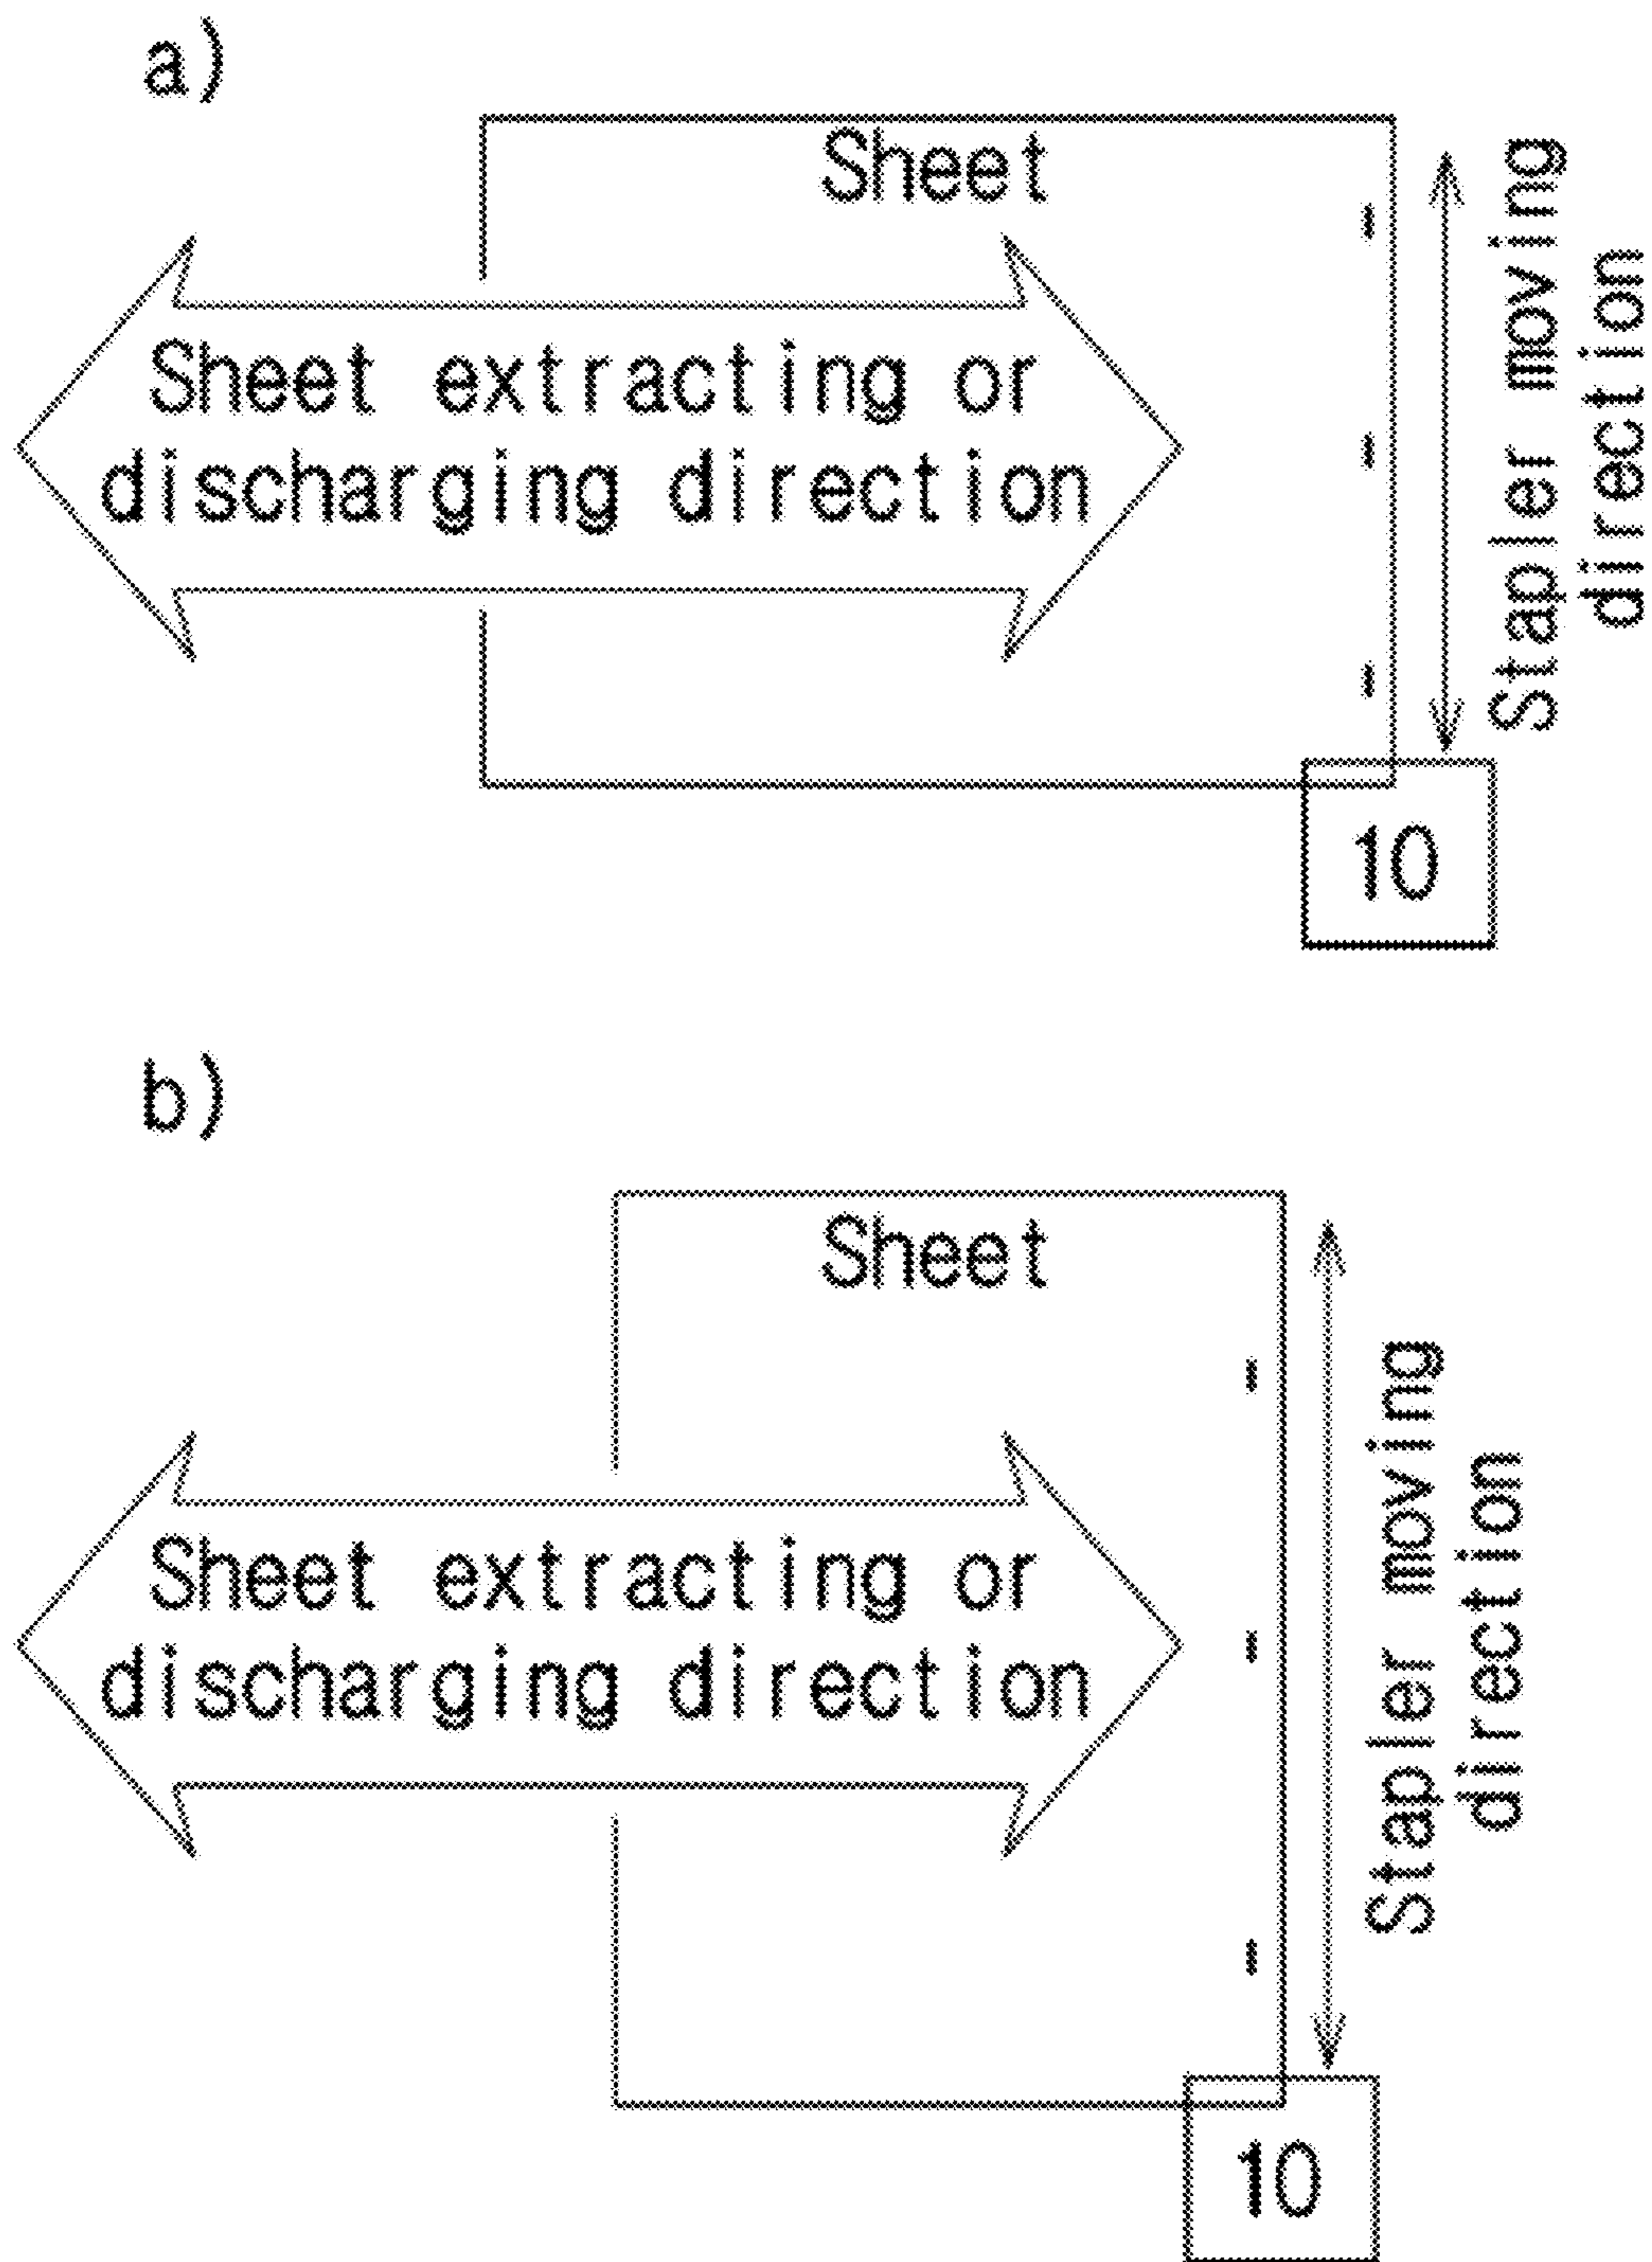 a)
Sheet
Sheet extracting or
discharging direction
Stapler moving
direction
10
b)
Sheet
Sheet extracting or
discharging direction
Stapler moving
direction
10